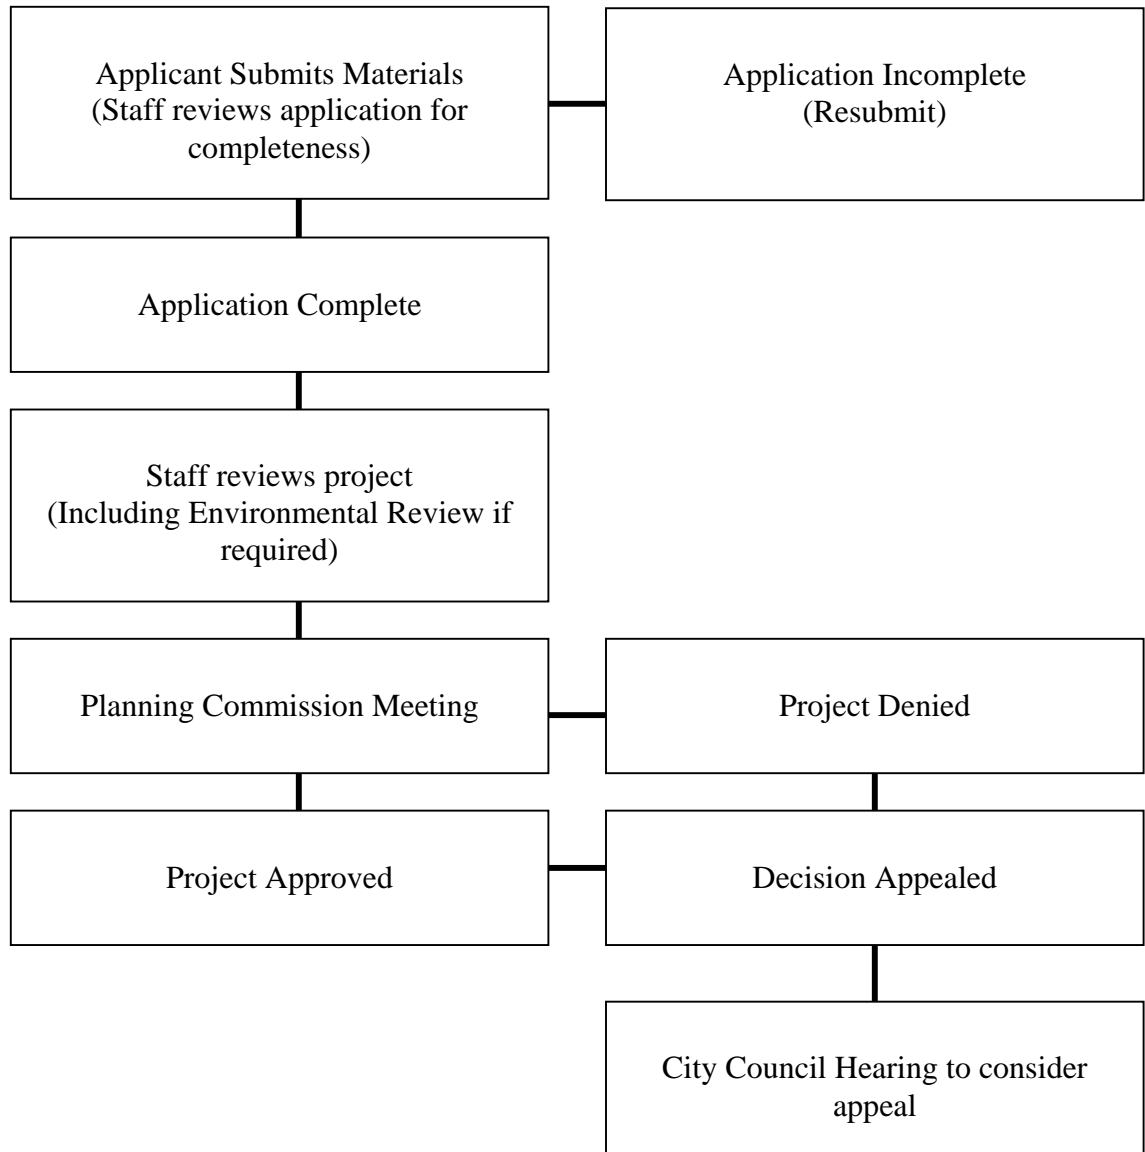 Applicant Submits Materials
(Staff reviews application for
completeness)
Application Incomplete
(Resubmit)
Application Complete
Staff reviews project
(Including Environmental Review if
required)
Planning Commission Meeting
Project Denied
Project Approved
Decision Appealed
City Council Hearing to consider
appeal